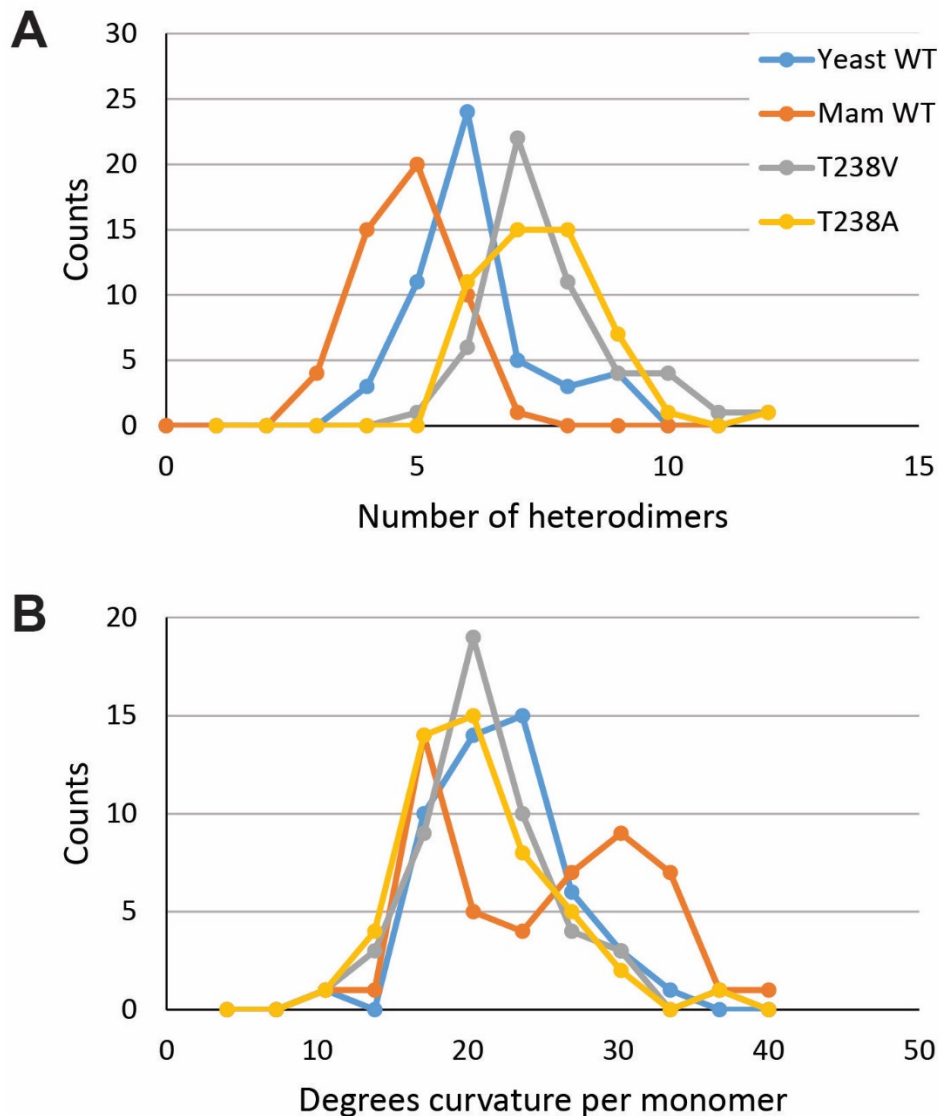 A
30
25
20
15
10
5
0
Counts
0 5 10 15
Number of heterodimers
Yeast WT
Mam WT
T238V
T238A
B
20
15
10
5
0
Counts
0 10 20 30 40 50
Degrees curvature per monomer